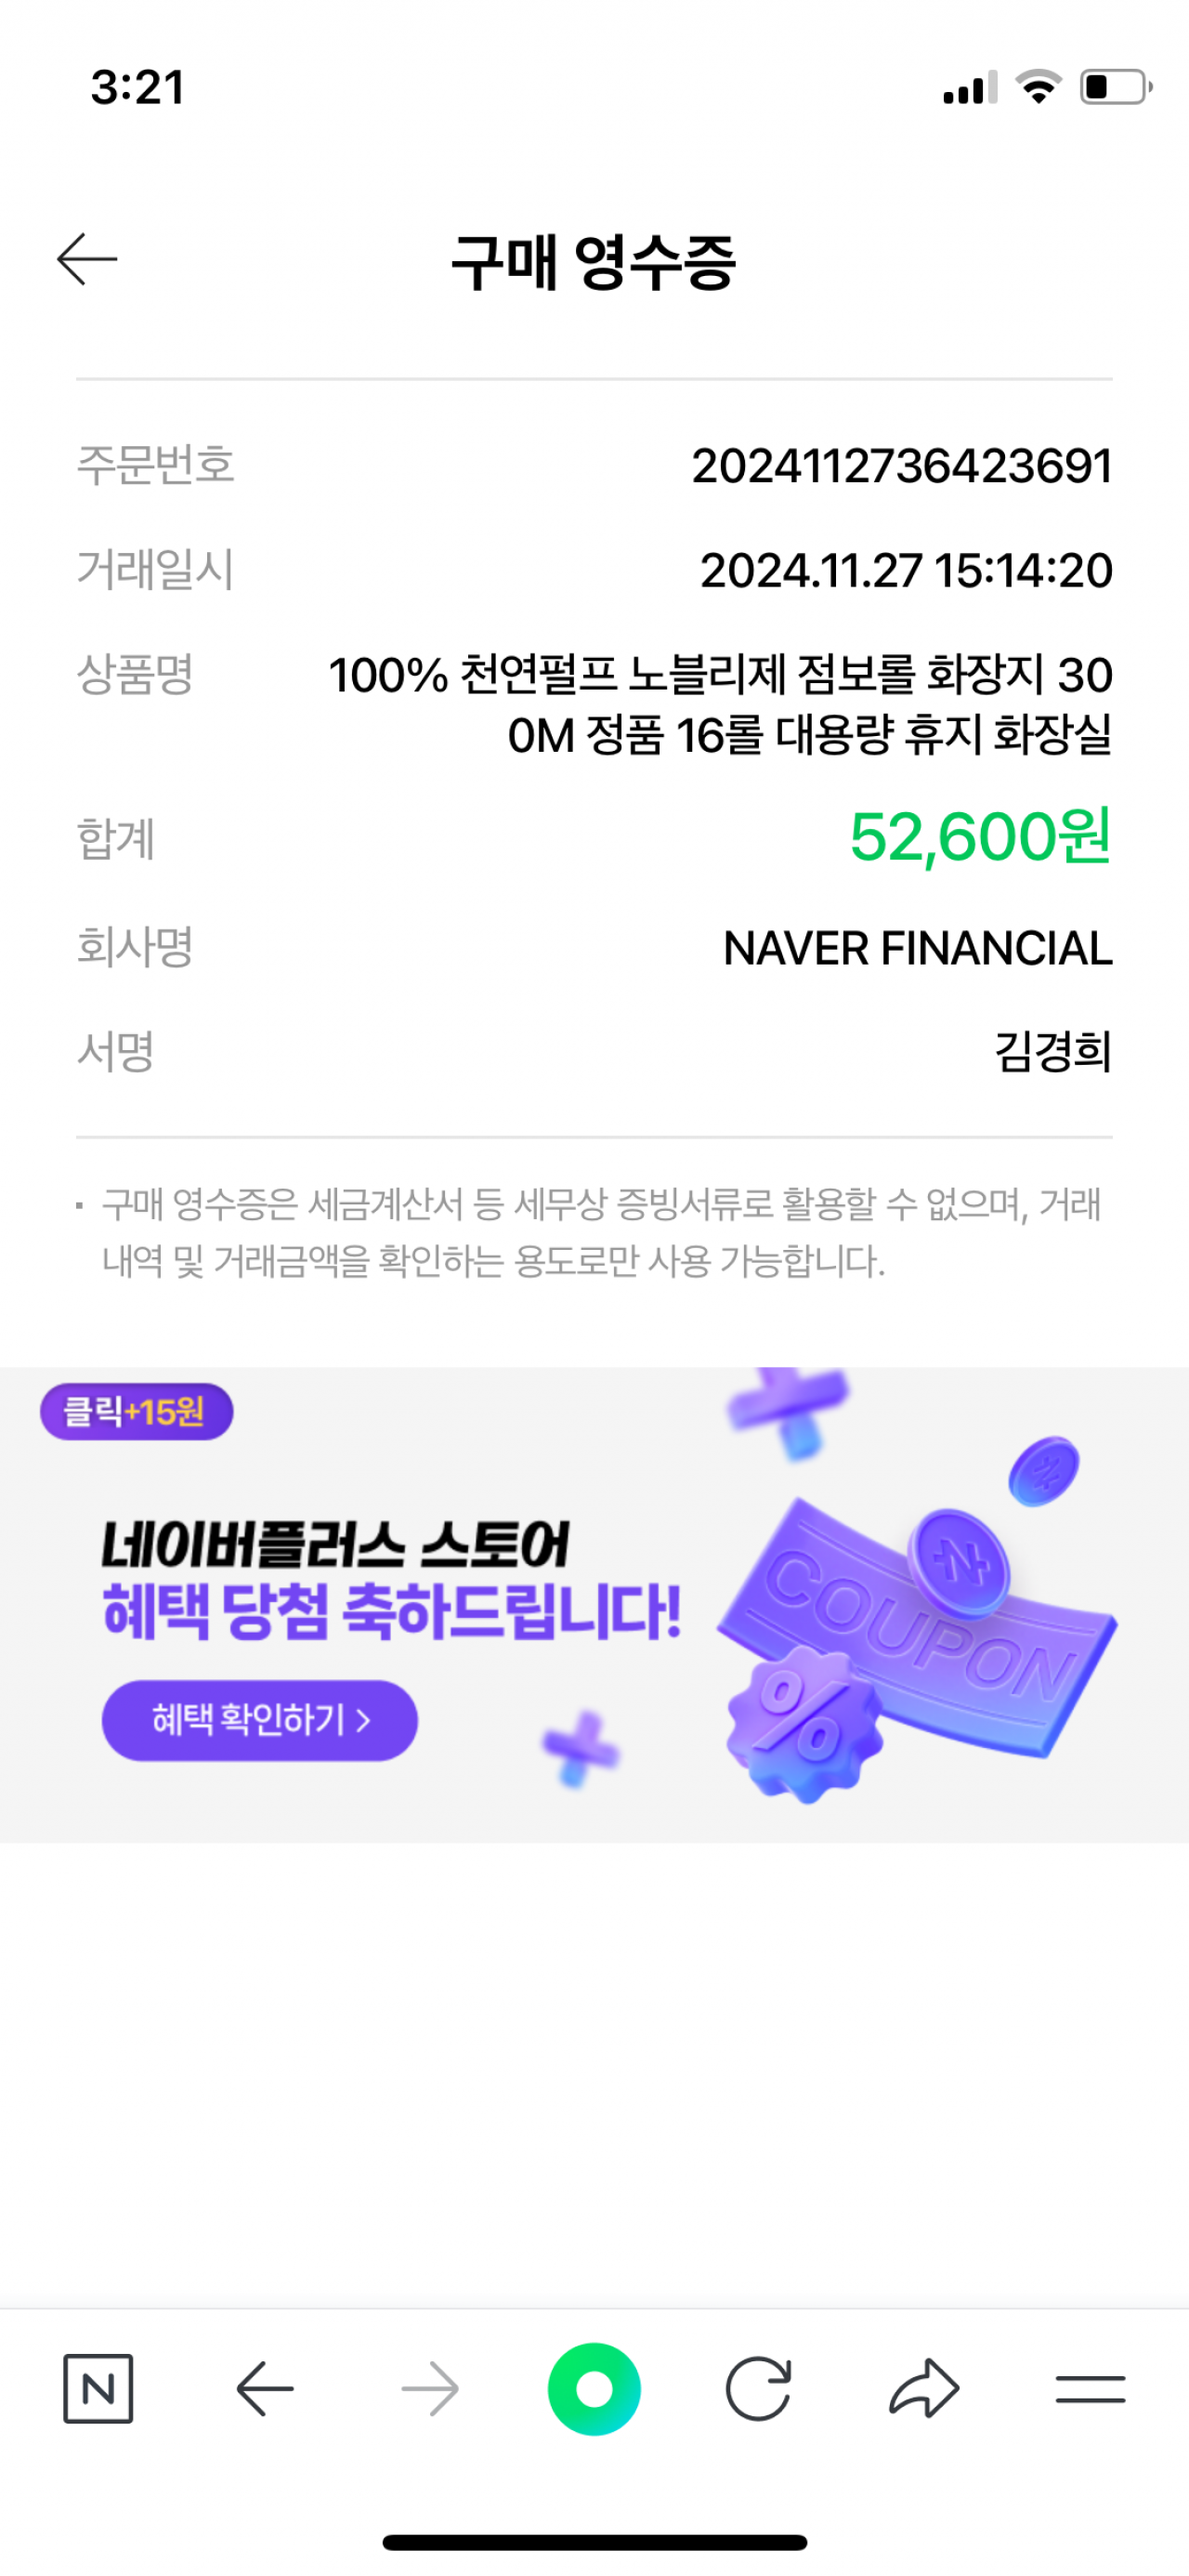 3:21
구매 영수증
주문번호 2024112736423691
거래일시 2024.11.27 15:14:20
상품명 100% 천연펄프 노블리제 점보롤 화장지 30
0M 정품 16롤 대용량 휴지 화장실
합계 52,600원
회사명 NAVER FINANCIAL
서명 김경희
· 구매 영수증은 세금계산서 등 세무상 증빙서류로 활용할 수 없으며, 거래
내역 및 거래금액을 확인하는 용도로만 사용 가능합니다.
클릭+15원
네이버플러스 스토어
혜택 당첨 축하드립니다!
혜택 확인하기 >
COUPON
%
N